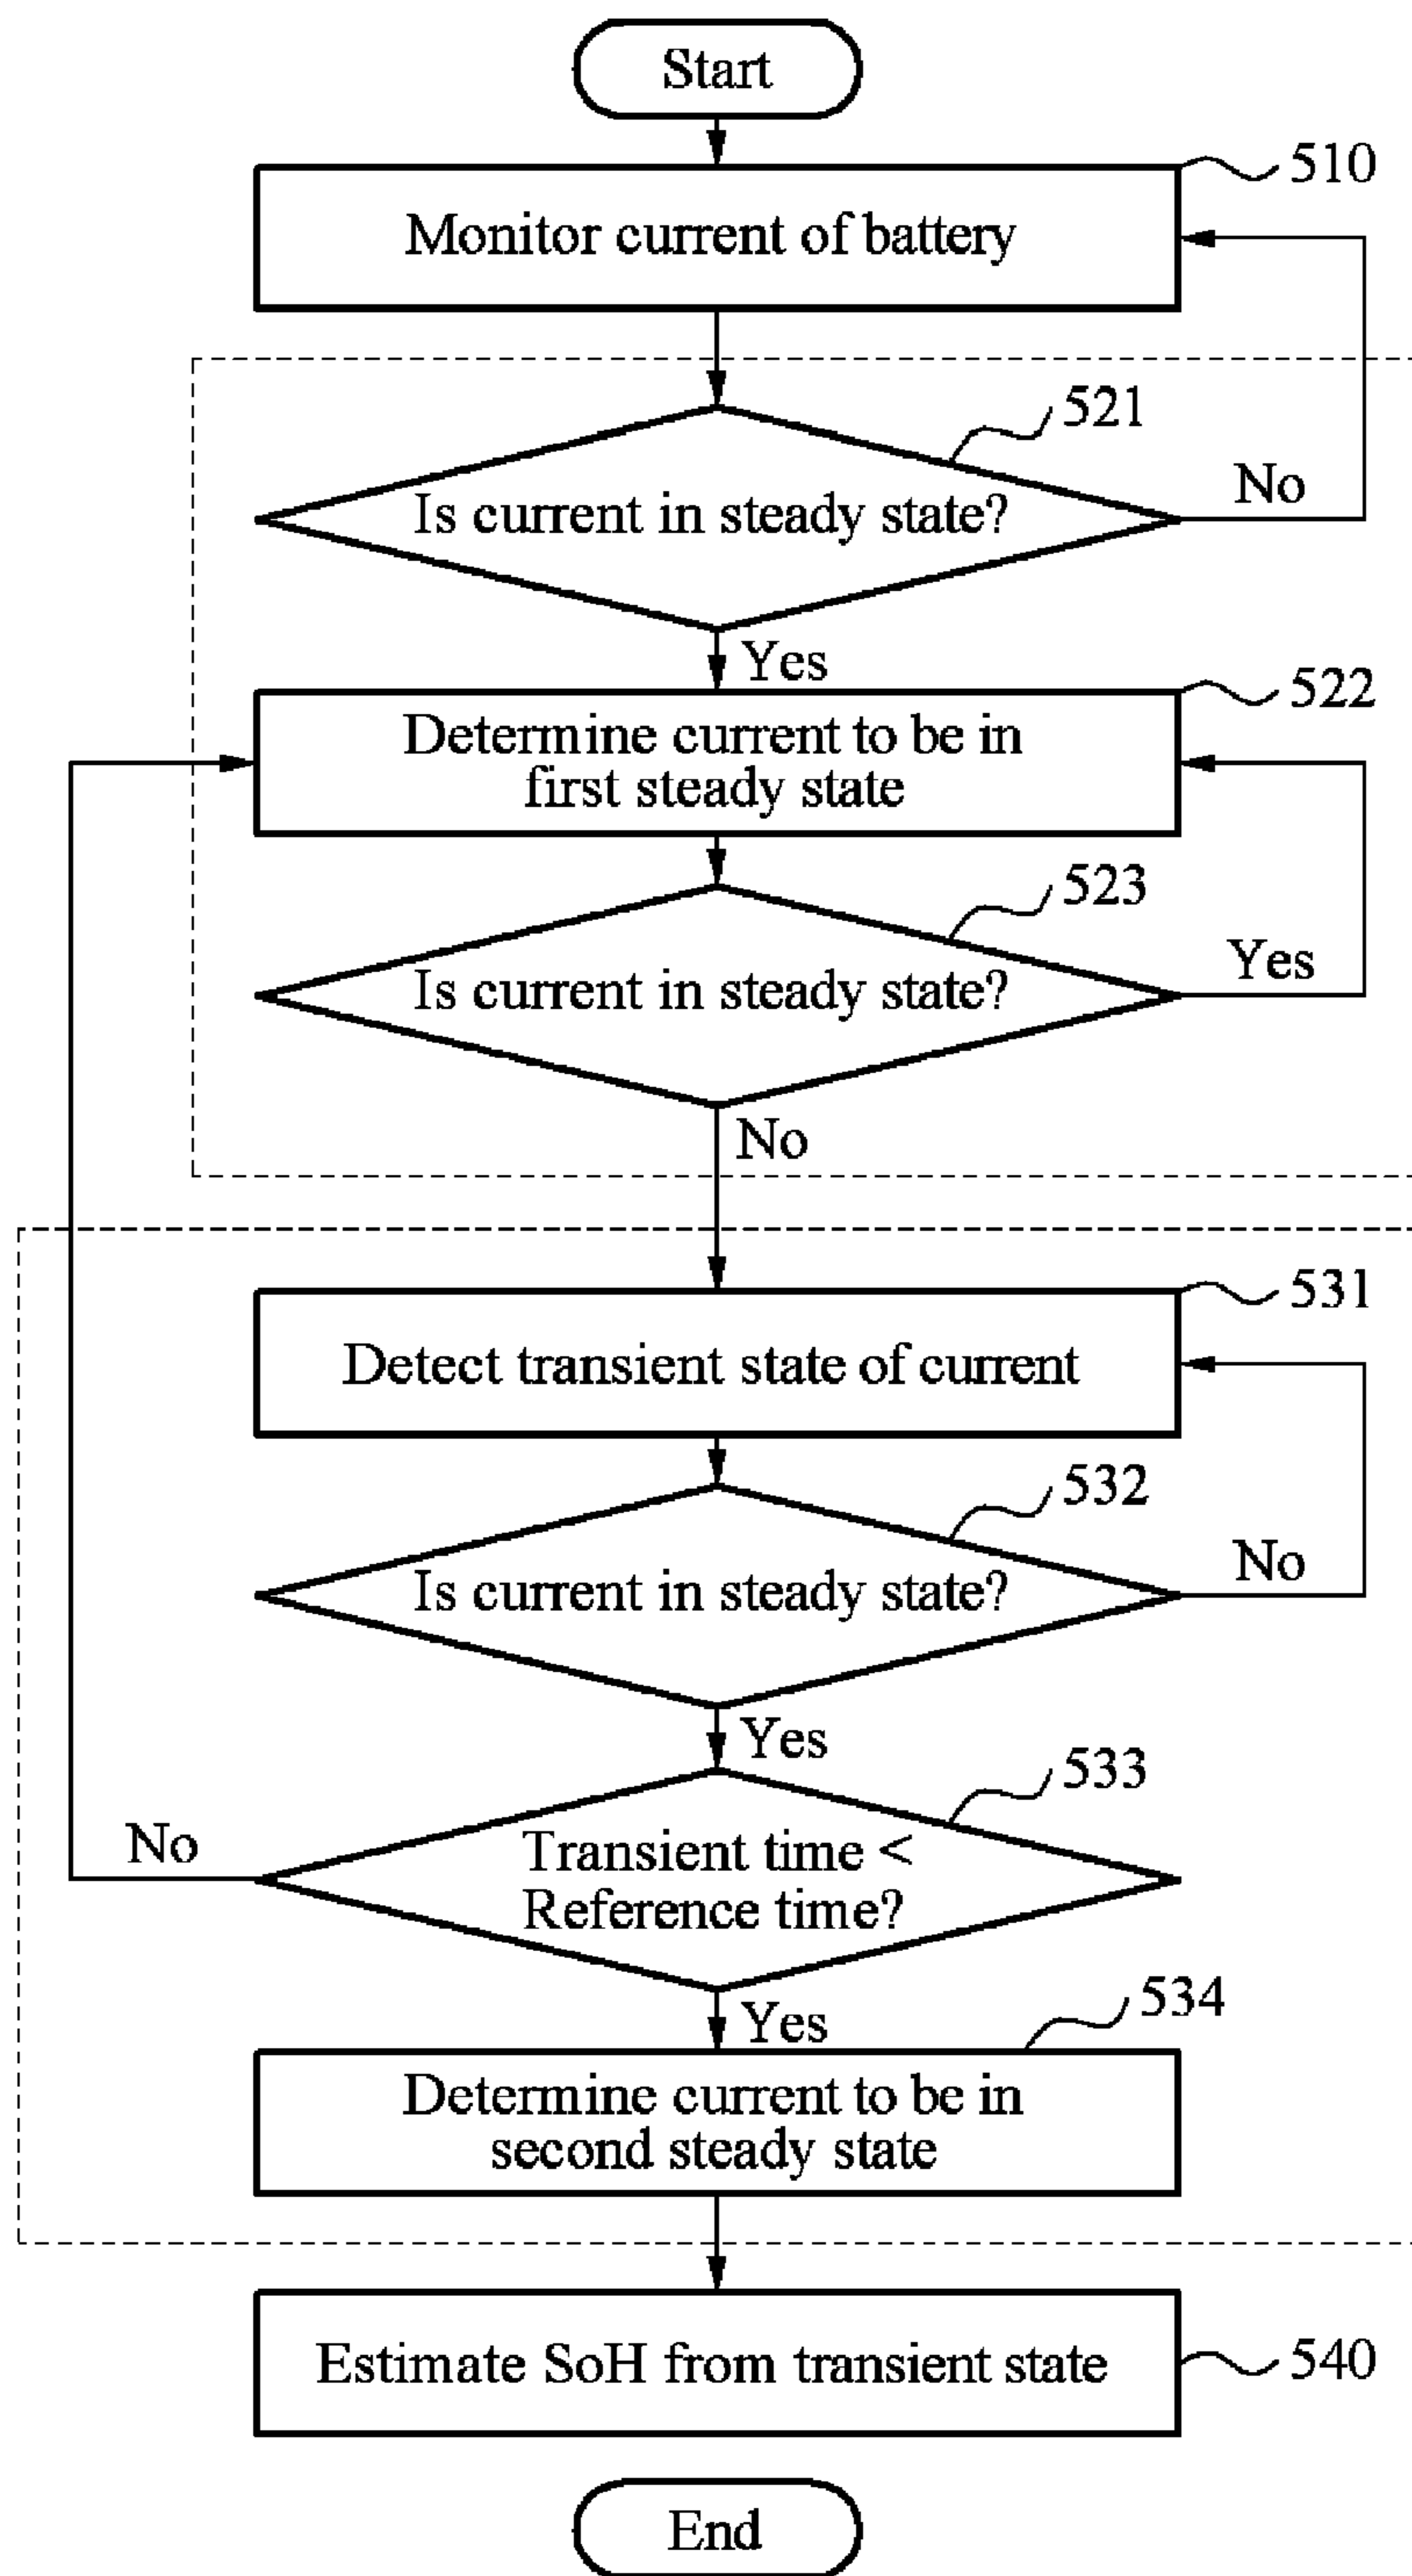 Start
510
Monitor current of battery
521
Is current in steady state?
No
Yes
522
Determine current to be in
first steady state
523
Is current in steady state?
Yes
No
531
Detect transient state of current
532
Is current in steady state?
No
Yes
533
Transient time <
Reference time?
No
Yes
534
Determine current to be in
second steady state
Estimate SoH from transient state
540
End